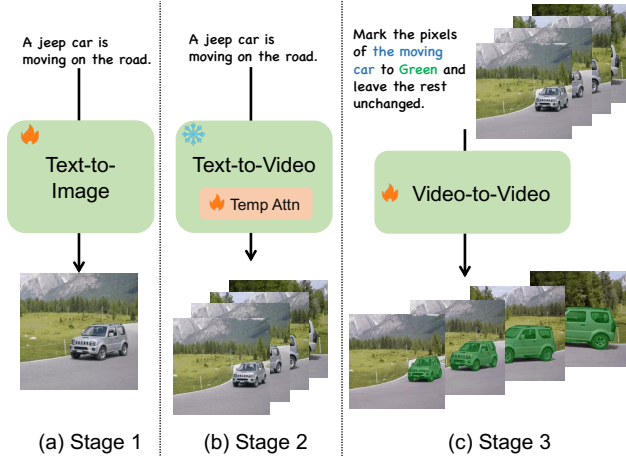 A jeep car is
moving on the road.
Text-to-
Image
(a) Stage 1
A jeep car is
moving on the road.
Text-to-Video
Temp Attn
(b) Stage 2
Mark the pixels
of the moving
car to Green and
leave the rest
unchanged.
Video-to-Video
(c) Stage 3